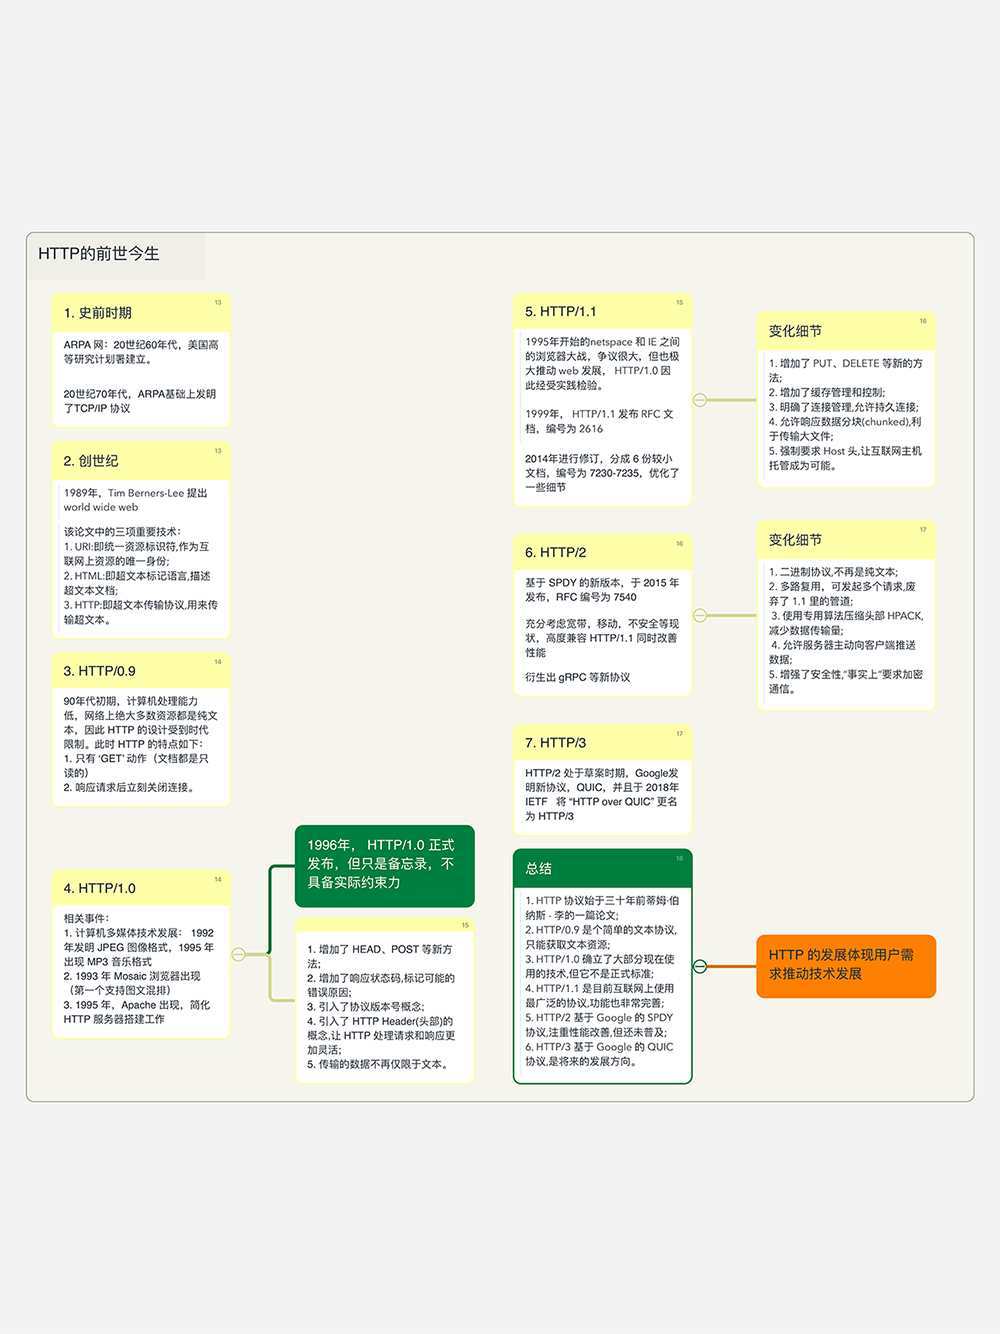 HTTP的前世今生
13
1. 史前时期
ARPA 网：20世纪60年代，美国高
等研究计划署建立。
20世纪70年代，ARPA基础上发明
了TCP/IP 协议
13
2. 创世纪
1989年，Tim Berners-Lee 提出
world wide web
该论文中的三项重要技术：
1. URI:即统一资源标识符,作为互
联网上资源的唯一身份;
2. HTML:即超文本标记语言,描述
超文本文档;
3. HTTP:即超文本传输协议,用来传
输超文本。
14
3. HTTP/0.9
90年代初期，计算机处理能力
低，网络上绝大多数资源都是纯文
本，因此 HTTP 的设计受到时代
限制。此时 HTTP 的特点如下：
1. 只有 ‘GET’ 动作（文档都是只
读的）
2. 响应请求后立刻关闭连接。
14
4. HTTP/1.0
相关事件：
1. 计算机多媒体技术发展： 1992
年发明 JPEG 图像格式，1995 年
出现 MP3 音乐格式
2. 1993 年 Mosaic 浏览器出现
（第一个支持图文混排）
3. 1995 年，Apache 出现，简化
HTTP 服务器搭建工作
1996年， HTTP/1.0 正式
发布，但只是备忘录，不
具备实际约束力
15
1. 增加了 HEAD、POST 等新方
法;
2. 增加了响应状态码,标记可能的
错误原因;
3. 引入了协议版本号概念;
4. 引入了 HTTP Header(头部)的
概念,让 HTTP 处理请求和响应更
加灵活;
5. 传输的数据不再仅限于文本。
15
5. HTTP/1.1
1995年开始的netspace 和 IE 之间
的浏览器大战，争议很大，但也极
大推动 web 发展， HTTP/1.0 因
此经受实践检验。
1999年， HTTP/1.1 发布 RFC 文
档，编号为 2616
2014年进行修订，分成 6 份较小
文档，编号为 7230-7235，优化了
一些细节
16
变化细节
1. 增加了 PUT、DELETE 等新的方
法;
2. 增加了缓存管理和控制;
3. 明确了连接管理,允许持久连接;
4. 允许响应数据分块(chunked),利
于传输大文件;
5. 强制要求 Host 头,让互联网主机
托管成为可能。
16
6. HTTP/2
基于 SPDY 的新版本，于 2015 年
发布，RFC 编号为 7540
充分考虑宽带，移动，不安全等现
状，高度兼容 HTTP/1.1 同时改善
性能
衍生出 gRPC 等新协议
17
变化细节
1. 二进制协议,不再是纯文本;
2. 多路复用，可发起多个请求,废
弃了 1.1 里的管道;
3. 使用专用算法压缩头部 HPACK,
减少数据传输量;
4. 允许服务器主动向客户端推送
数据;
5. 增强了安全性,“事实上”要求加密
通信。
17
7. HTTP/3
HTTP/2 处于草案时期，Google发
明新协议，QUIC，并且于 2018年
IETF 将 “HTTP over QUIC” 更名
为 HTTP/3
18
总结
1. HTTP 协议始于三十年前蒂姆·伯
纳斯 - 李的一篇论文;
2. HTTP/0.9 是个简单的文本协议,
只能获取文本资源;
3. HTTP/1.0 确立了大部分现在使
用的技术,但它不是正式标准;
4. HTTP/1.1 是目前互联网上使用
最广泛的协议,功能也非常完善;
5. HTTP/2 基于 Google 的 SPDY
协议,注重性能改善,但还未普及;
6. HTTP/3 基于 Google 的 QUIC
协议,是将来的发展方向。
HTTP 的发展体现用户需
求推动技术发展